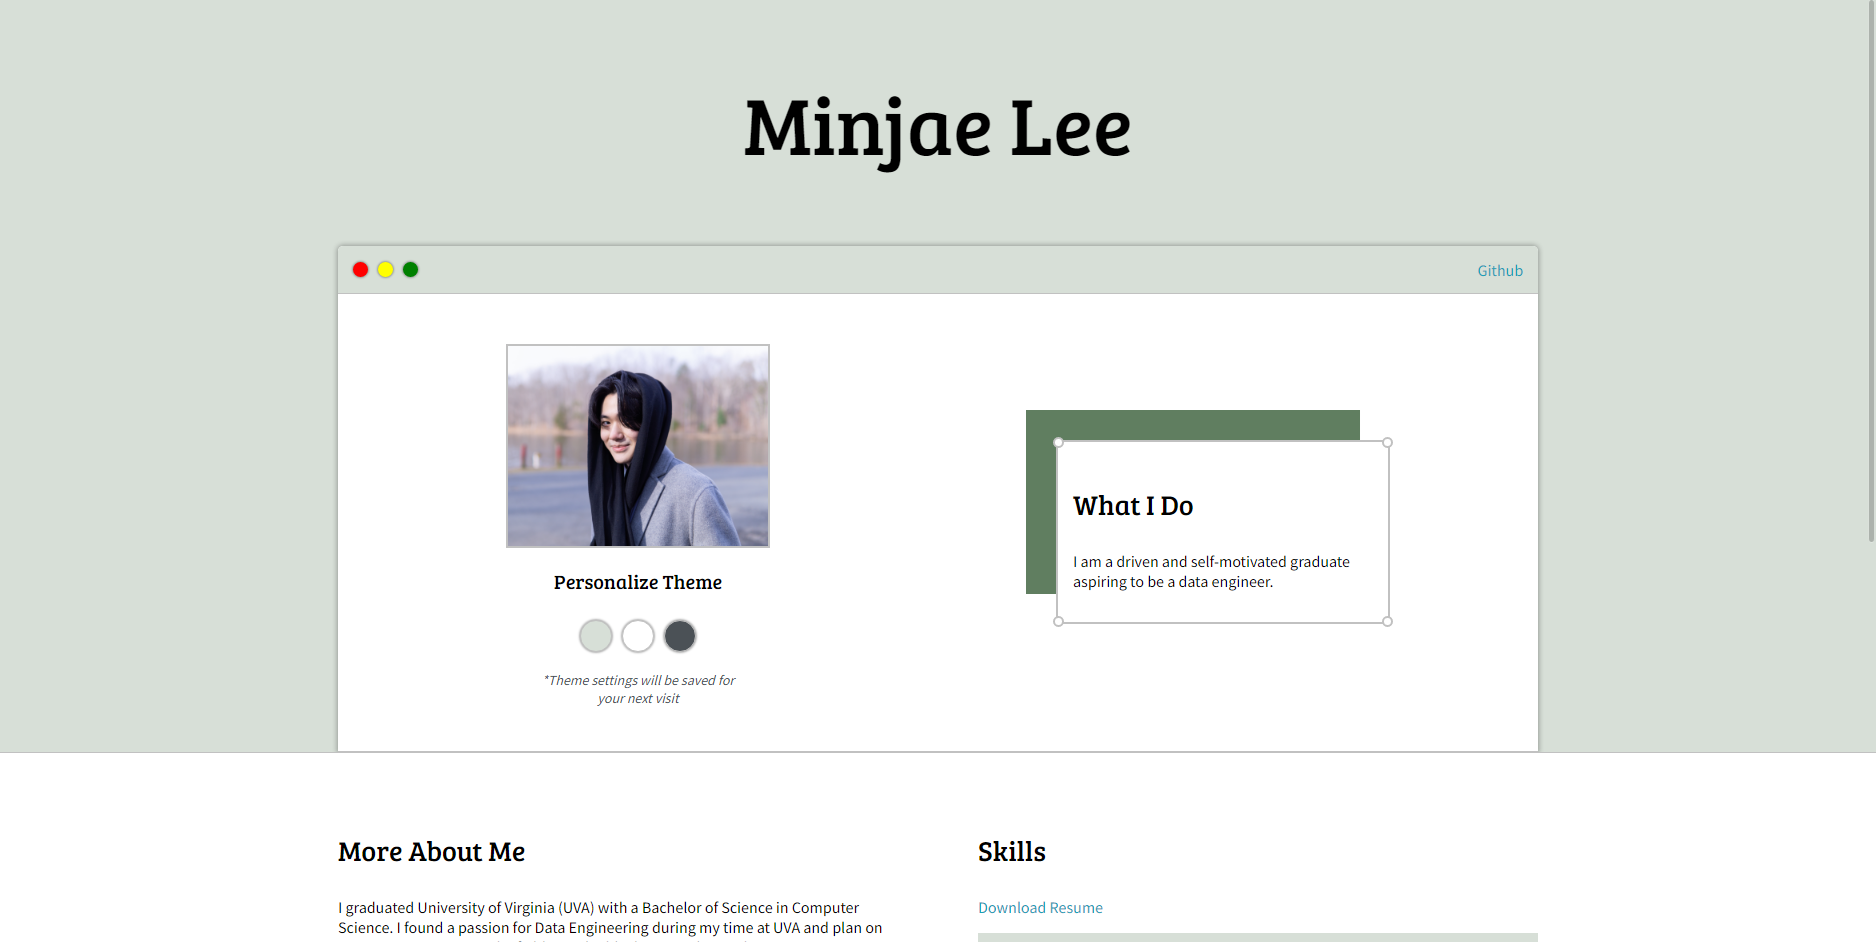 Minjae Lee
Github
Personalize Theme
*Theme settings will be saved for
your next visit
What I Do
I am a driven and self-motivated graduate
aspiring to be a data engineer.
More About Me
I graduated University of Virginia (UVA) with a Bachelor of Science in Computer
Science. I found a passion for Data Engineering during my time at UVA and plan on
Skills
Download Resume